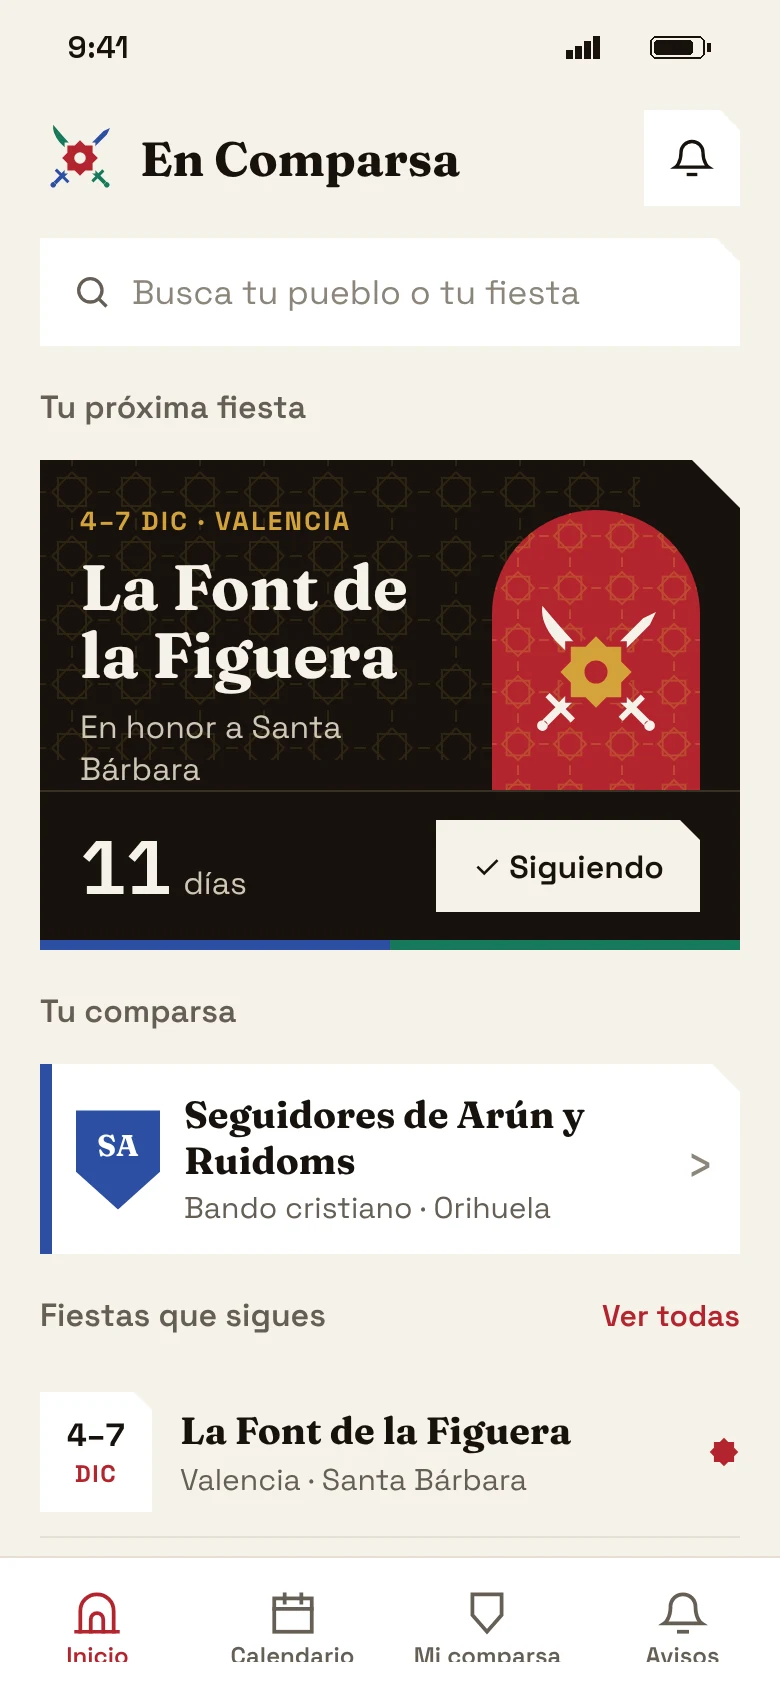 9:41
En Comparsa
Busca tu pueblo o tu fiesta
Tu próxima fiesta
4–7 DIC · VALENCIA
La Font de
la Figuera
En honor a Santa
Bárbara
11 días
✓ Siguiendo
Tu comparsa
SA
Seguidores de Arún y
Ruidoms
Bando cristiano · Orihuela
>
Fiestas que sigues
Ver todas
4–7
DIC
La Font de la Figuera
Valencia · Santa Bárbara
Inicio
Calendario
Mi comparsa
Avisos